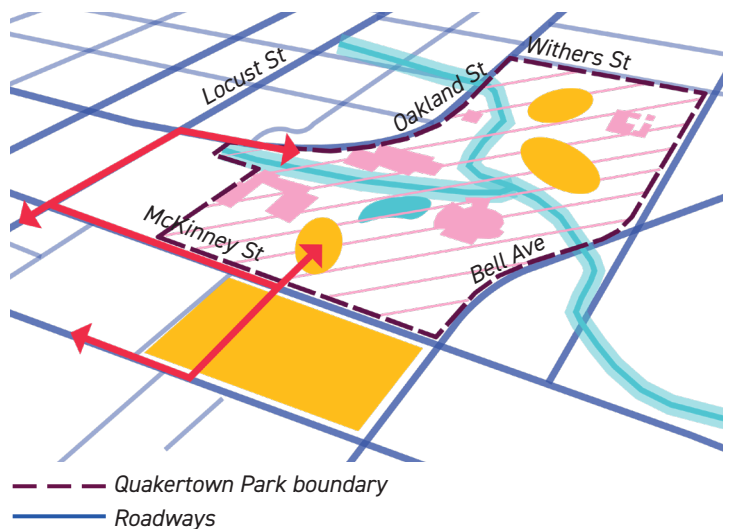 Withers St
Locust St
Oakland St
McKinney St
Bell Ave
Quakertown Park boundary
Roadways